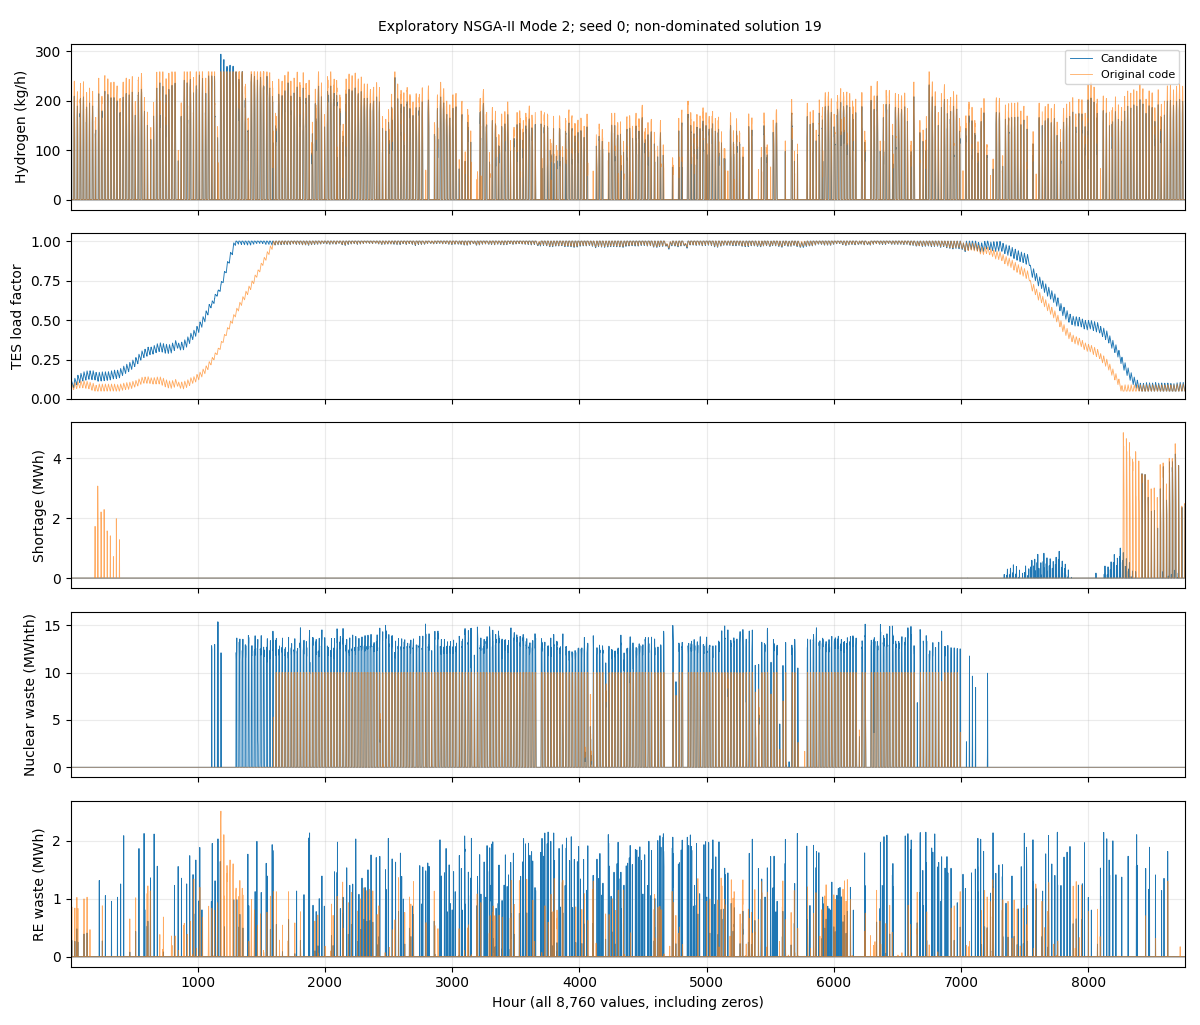 Exploratory NSGA-II Mode 2; seed 0; non-dominated solution 19
Hydrogen (kg/h)
300
200
100
0
Candidate
Original code
TES load factor
1.00
0.75
0.50
0.25
0.00
Shortage (MWh)
4
2
0
Nuclear waste (MWhth)
15
10
5
0
RE waste (MWh)
2
1
0
1000 2000 3000 4000 5000 6000 7000 8000
Hour (all 8,760 values, including zeros)